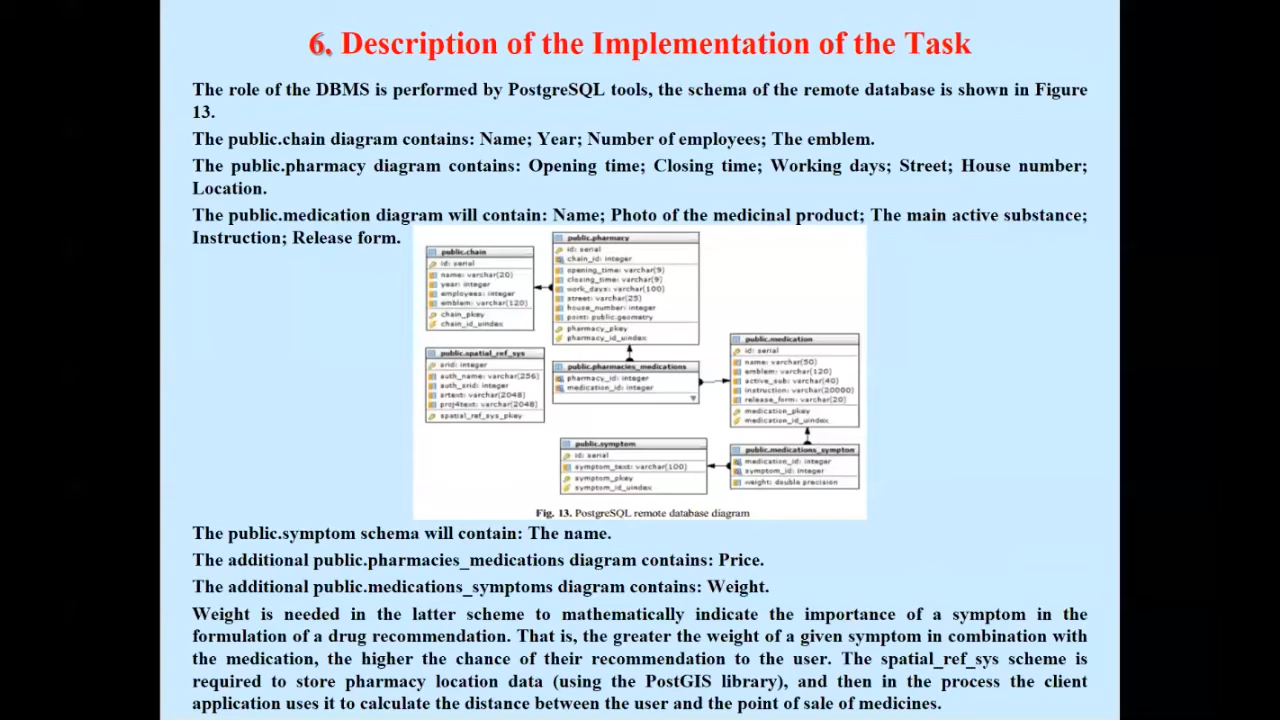 6. Description of the Implementation of the Task
The role of the DBMS is performed by PostgreSQL tools, the schema of the remote database is shown in Figure
13.
The public.chain diagram contains: Name; Year; Number of employees; The emblem.
The public.pharmacy diagram contains: Opening time; Closing time; Working days; Street; House number;
Location.
The public.medication diagram will contain: Name; Photo of the medicinal product; The main active substance;
Instruction; Release form.
public.chain
id: serial
name: varchar(20)
year: integer
employees: integer
emblem: varchar(120)
chain_pkey
chain_id_uindex
public.pharmacy
id: serial
chain_id: integer
opening_time: varchar(9)
closing_time: varchar(9)
work_days: varchar(100)
street: varchar(25)
house_number: integer
point: public.geometry
pharmacy_pkey
pharmacy_id_uindex
public.spatial_ref_sys
srid: integer
auth_name: varchar(256)
auth_srid: integer
srtext: varchar(2048)
proj4text: varchar(2048)
spatial_ref_sys_pkey
public.pharmacies_medications
pharmacy_id: integer
medication_id: integer
public.medication
id: serial
name: varchar(50)
emblem: varchar(120)
active_sub: varchar(40)
instruction: varchar(20000)
release_form: varchar(20)
medication_pkey
medication_id_uindex
public.symptom
id: serial
symptom_text: varchar(100)
symptom_pkey
symptom_id_uindex
public.medications_sympton
medication_id: integer
symptom_id: integer
weight: double precision
Fig. 13. PostgreSQL remote database diagram
The public.symptom schema will contain: The name.
The additional public.pharmacies_medications diagram contains: Price.
The additional public.medications_symptoms diagram contains: Weight.
Weight is needed in the latter scheme to mathematically indicate the importance of a symptom in the
formulation of a drug recommendation. That is, the greater the weight of a given symptom in combination with
the medication, the higher the chance of their recommendation to the user. The spatial_ref_sys scheme is
required to store pharmacy location data (using the PostGIS library), and then in the process the client
application uses it to calculate the distance between the user and the point of sale of medicines.